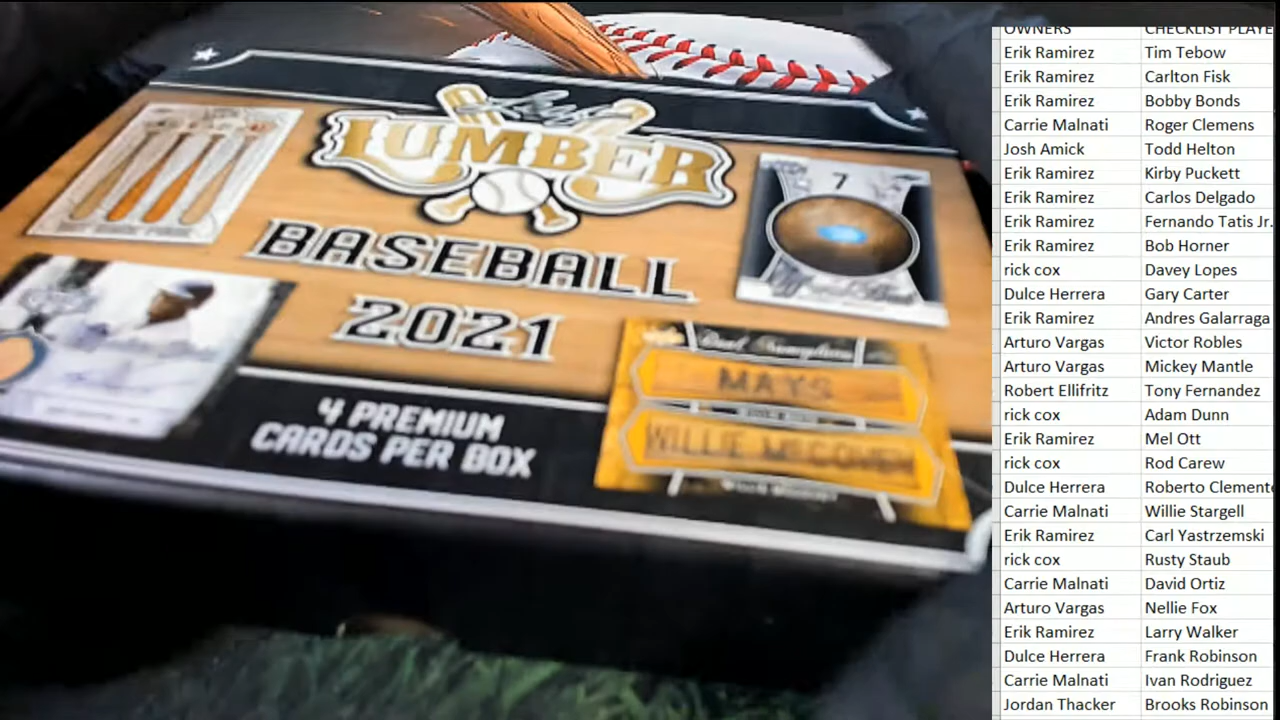 Leaf
LUMBER
BASEBALL
2021
4 PREMIUM
CARDS PER BOX
7
MAYS
WILLIE MCCOVEY
OWNERS CHECKLIST PLAYE
Erik Ramirez Tim Tebow
Erik Ramirez Carlton Fisk
Erik Ramirez Bobby Bonds
Carrie Malnati Roger Clemens
Josh Amick Todd Helton
Erik Ramirez Kirby Puckett
Erik Ramirez Carlos Delgado
Erik Ramirez Fernando Tatis Jr.
Erik Ramirez Bob Horner
rick cox Davey Lopes
Dulce Herrera Gary Carter
Erik Ramirez Andres Galarraga
Arturo Vargas Victor Robles
Arturo Vargas Mickey Mantle
Robert Ellifritz Tony Fernandez
rick cox Adam Dunn
Erik Ramirez Mel Ott
rick cox Rod Carew
Dulce Herrera Roberto Clemente
Carrie Malnati Willie Stargell
Erik Ramirez Carl Yastrzemski
rick cox Rusty Staub
Carrie Malnati David Ortiz
Arturo Vargas Nellie Fox
Erik Ramirez Larry Walker
Dulce Herrera Frank Robinson
Carrie Malnati Ivan Rodriguez
Jordan Thacker Brooks Robinson